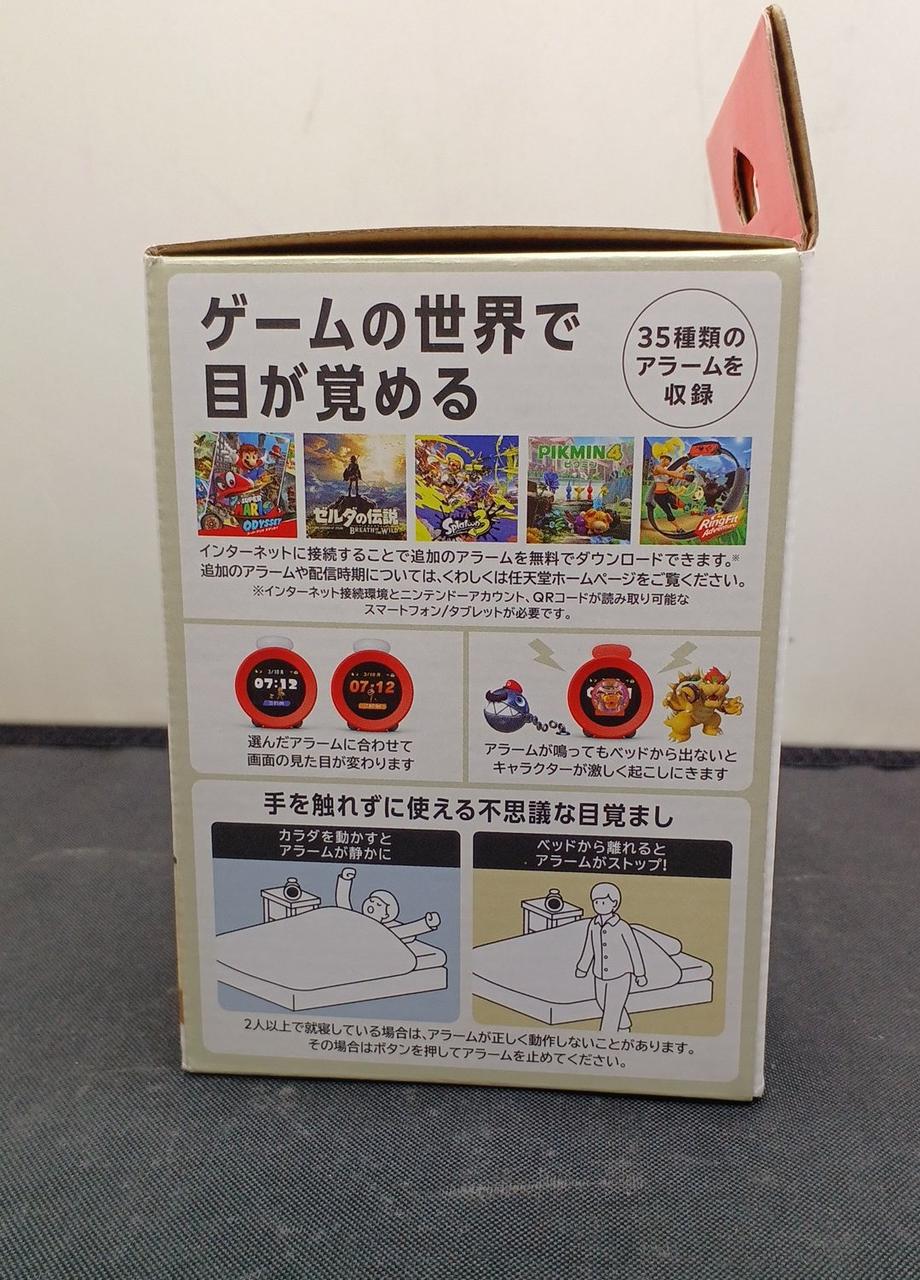 ゲームの世界で
目が覚める
35種類の
アラームを
収録
SUPER
MARIO
ODYSSEY
ゼルダの伝説
BREATH OF THE WILD
Splatoon 3
PIKMIN 4
ピクミン
RingFit
Adventure
インターネットに接続することで追加のアラームを無料でダウンロードできます。※
追加のアラームや配信時期については、くわしくは任天堂ホームページをご覧ください。
※インターネット接続環境とニンテンドーアカウント、QRコードが読み取り可能な
スマートフォン/タブレットが必要です。
07:12
07:12
選んだアラームに合わせて
画面の見た目が変わります
アラームが鳴ってもベッドから出ないと
キャラクターが激しく起こしにきます
手を触れずに使える不思議な目覚まし
カラダを動かすと
アラームが静かに
ベッドから離れると
アラームがストップ!
2人以上で就寝している場合は、アラームが正しく動作しないことがあります。
その場合はボタンを押してアラームを止めてください。